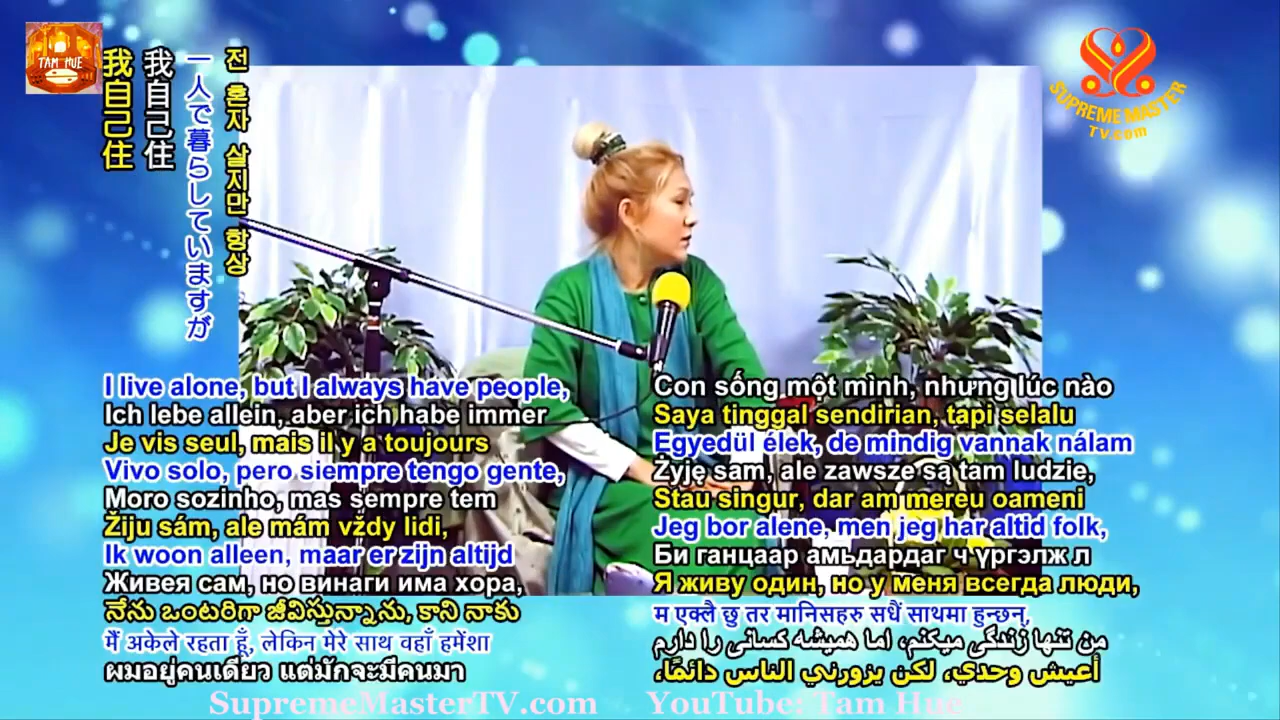 TAM HUE
我自己住
我自己住
一人で暮らしていますが
전 혼자 살지만 항상
SUPREME MASTER
TV.com
I live alone, but I always have people,
Ich lebe allein, aber ich habe immer
Je vis seul, mais il y a toujours
Vivo solo, pero siempre tengo gente,
Moro sozinho, mas sempre tem
Žiju sám, ale mám vždy lidi,
Ik woon alleen, maar er zijn altijd
Живея сам, но винаги има хора,
నేను ఒంటరిగా జీవిస్తున్నాను, కాని నాకు
मैं अकेले रहता हूँ, लेकिन मेरे साथ वहाँ हमेंशा
ผมอยู่คนเดียว แต่มักจะมีคนมา
Con sống một mình, nhưng lúc nào
Saya tinggal sendirian, tapi selalu
Egyedül élek, de mindig vannak nálam
Żyję sam, ale zawsze są tam ludzie,
Stau singur, dar am mereu oameni
Jeg bor alene, men jeg har altid folk,
Би ганцаар амьдардаг ч үргэлж л
Я живу один, но у меня всегда люди,
म एक्लै छु तर मानिसहरु सधैं साथमा हुन्छन्,
من تنها زندگی میکنم، اما همیشه کسانی را دارم
أعيش وحدي، لكن يزورني الناس دائمًا،
SupremeMasterTV.com
YouTube: Tam Hue